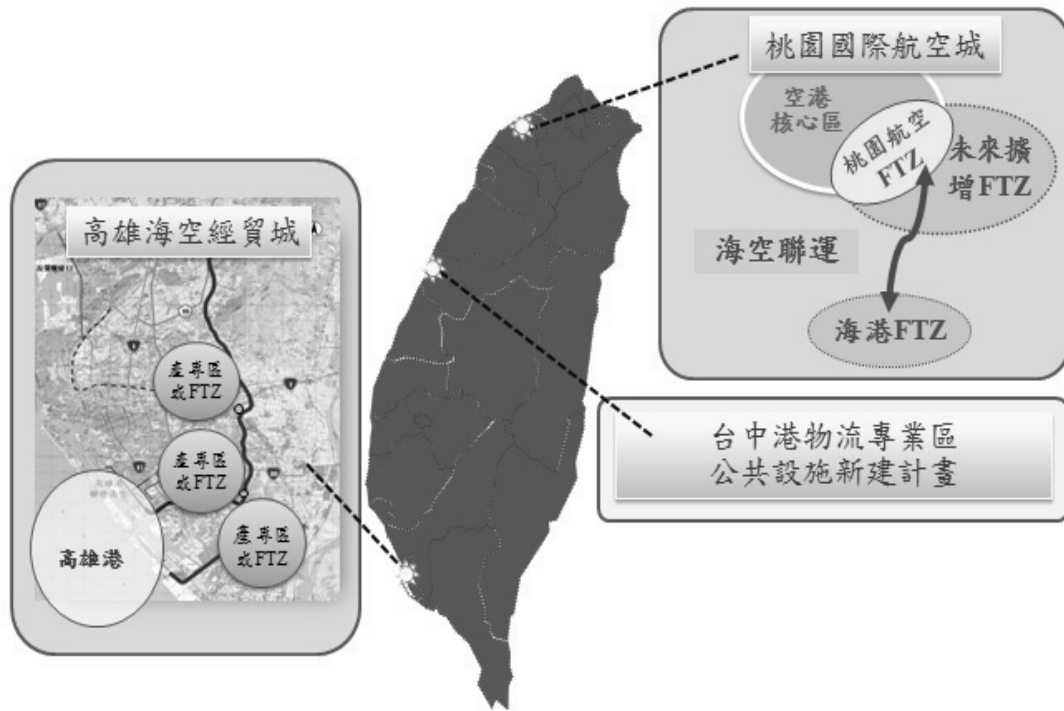 桃園國際航空城
空港
核心區
桃園航空
FTZ
未來擴
增FTZ
海空聯運
海港FTZ
高雄海空經貿城
產專區
或FTZ
產專區
或FTZ
產專區
或FTZ
高雄港
台中港物流專業區
公共設施新建計畫